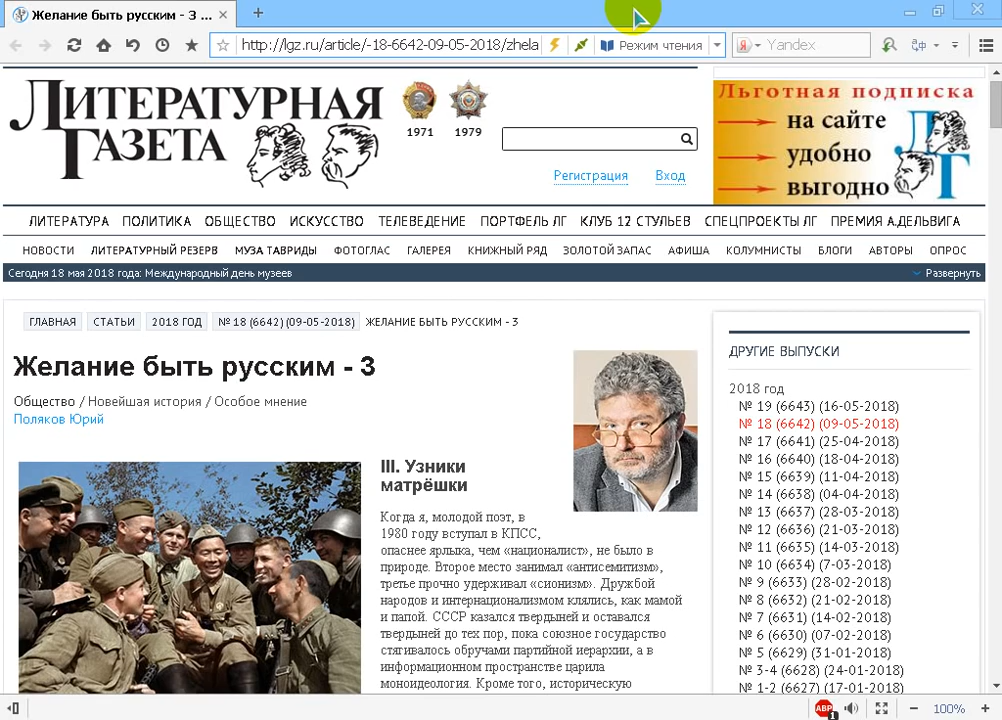 Желание быть русским - 3 ...
http://lgz.ru/article/-18-6642-09-05-2018/zhela
Режим чтения
Я
Yandex
ЛИТЕРАТУРНАЯ
ГАЗЕТА
1971
1979
Регистрация
Вход
Льготная подписка
на сайте
удобно
выгодно
ЛГ
ЛИТЕРАТУРА ПОЛИТИКА ОБЩЕСТВО ИСКУССТВО ТЕЛЕВЕДЕНИЕ ПОРТФЕЛЬ ЛГ КЛУБ 12 СТУЛЬЕВ СПЕЦПРОЕКТЫ ЛГ ПРЕМИЯ А.ДЕЛЬВИГА
НОВОСТИ ЛИТЕРАТУРНЫЙ РЕЗЕРВ МУЗА ТАВРИДЫ ФОТОГЛАС ГАЛЕРЕЯ КНИЖНЫЙ РЯД ЗОЛОТОЙ ЗАПАС АФИША КОЛУМНИСТЫ БЛОГИ АВТОРЫ ОПРОС
Сегодня 18 мая 2018 года: Международный день музеев
Развернуть
ГЛАВНАЯ СТАТЬИ 2018 ГОД № 18 (6642) (09-05-2018) ЖЕЛАНИЕ БЫТЬ РУССКИМ - 3
Желание быть русским - 3
Общество / Новейшая история / Особое мнение
Поляков Юрий
III. Узники
матрёшки
Когда я, молодой поэт, в
1980 году вступал в КПСС,
опаснее ярлыка, чем «националист», не было в
природе. Второе место занимал «антисемитизм»,
третье прочно удерживал «сионизм». Дружбой
народов и интернационализмом клялись, как мамой
и папой. СССР казался твердыней и оставался
твердыней до тех пор, пока союзное государство
стягивалось обручами партийной иерархии, а в
информационном пространстве царила
моноидеология. Кроме того, историческую
ДРУГИЕ ВЫПУСКИ
2018 год
№ 19 (6643) (16-05-2018)
№ 18 (6642) (09-05-2018)
№ 17 (6641) (25-04-2018)
№ 16 (6640) (18-04-2018)
№ 15 (6639) (11-04-2018)
№ 14 (6638) (04-04-2018)
№ 13 (6637) (28-03-2018)
№ 12 (6636) (21-03-2018)
№ 11 (6635) (14-03-2018)
№ 10 (6634) (7-03-2018)
№ 9 (6633) (28-02-2018)
№ 8 (6632) (21-02-2018)
№ 7 (6631) (14-02-2018)
№ 6 (6630) (07-02-2018)
№ 5 (6629) (31-01-2018)
№ 3-4 (6628) (24-01-2018)
№ 1-2 (6627) (17-01-2018)
ABP
1
100%